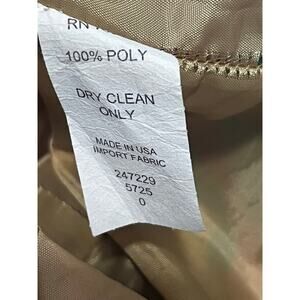 RN
100% POLY
DRY CLEAN
ONLY
MADE IN USA
IMPORT FABRIC
247229
5725
0